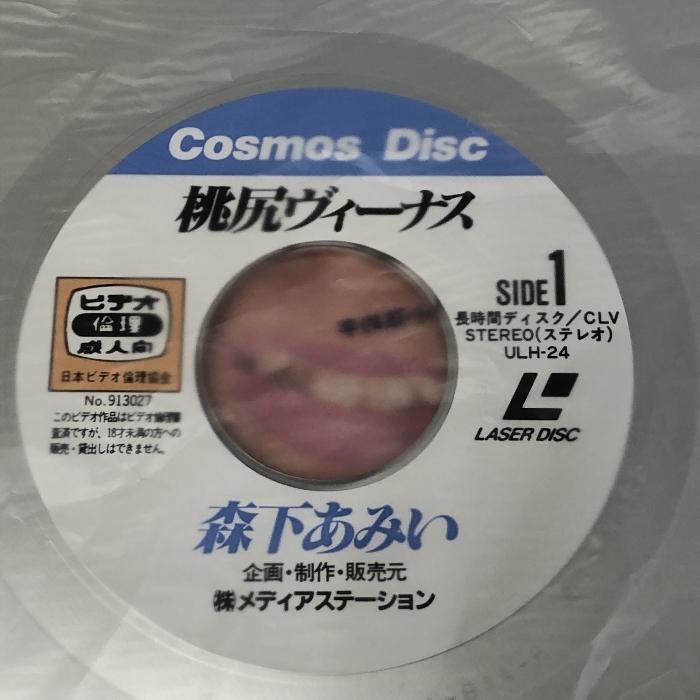 Cosmos Disc
桃尻ヴィーナス
SIDE 1
長時間ディスク/CLV
STEREO(ステレオ)
ULH-24
LASER DISC
ビデオ
倫理
成人向
日本ビデオ倫理協会
No.913027
このビデオ作品はビデオ倫理審
査済ですが、18才未満の方への
販売・貸出しはできません。
森下あみい
企画・制作・販売元
㈱メディアステーション